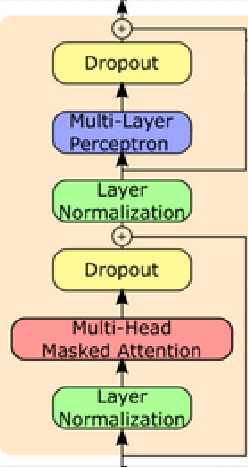 Dropout
Multi-Layer
Perceptron
Layer
Normalization
Dropout
Multi-Head
Masked Attention
Layer
Normalization